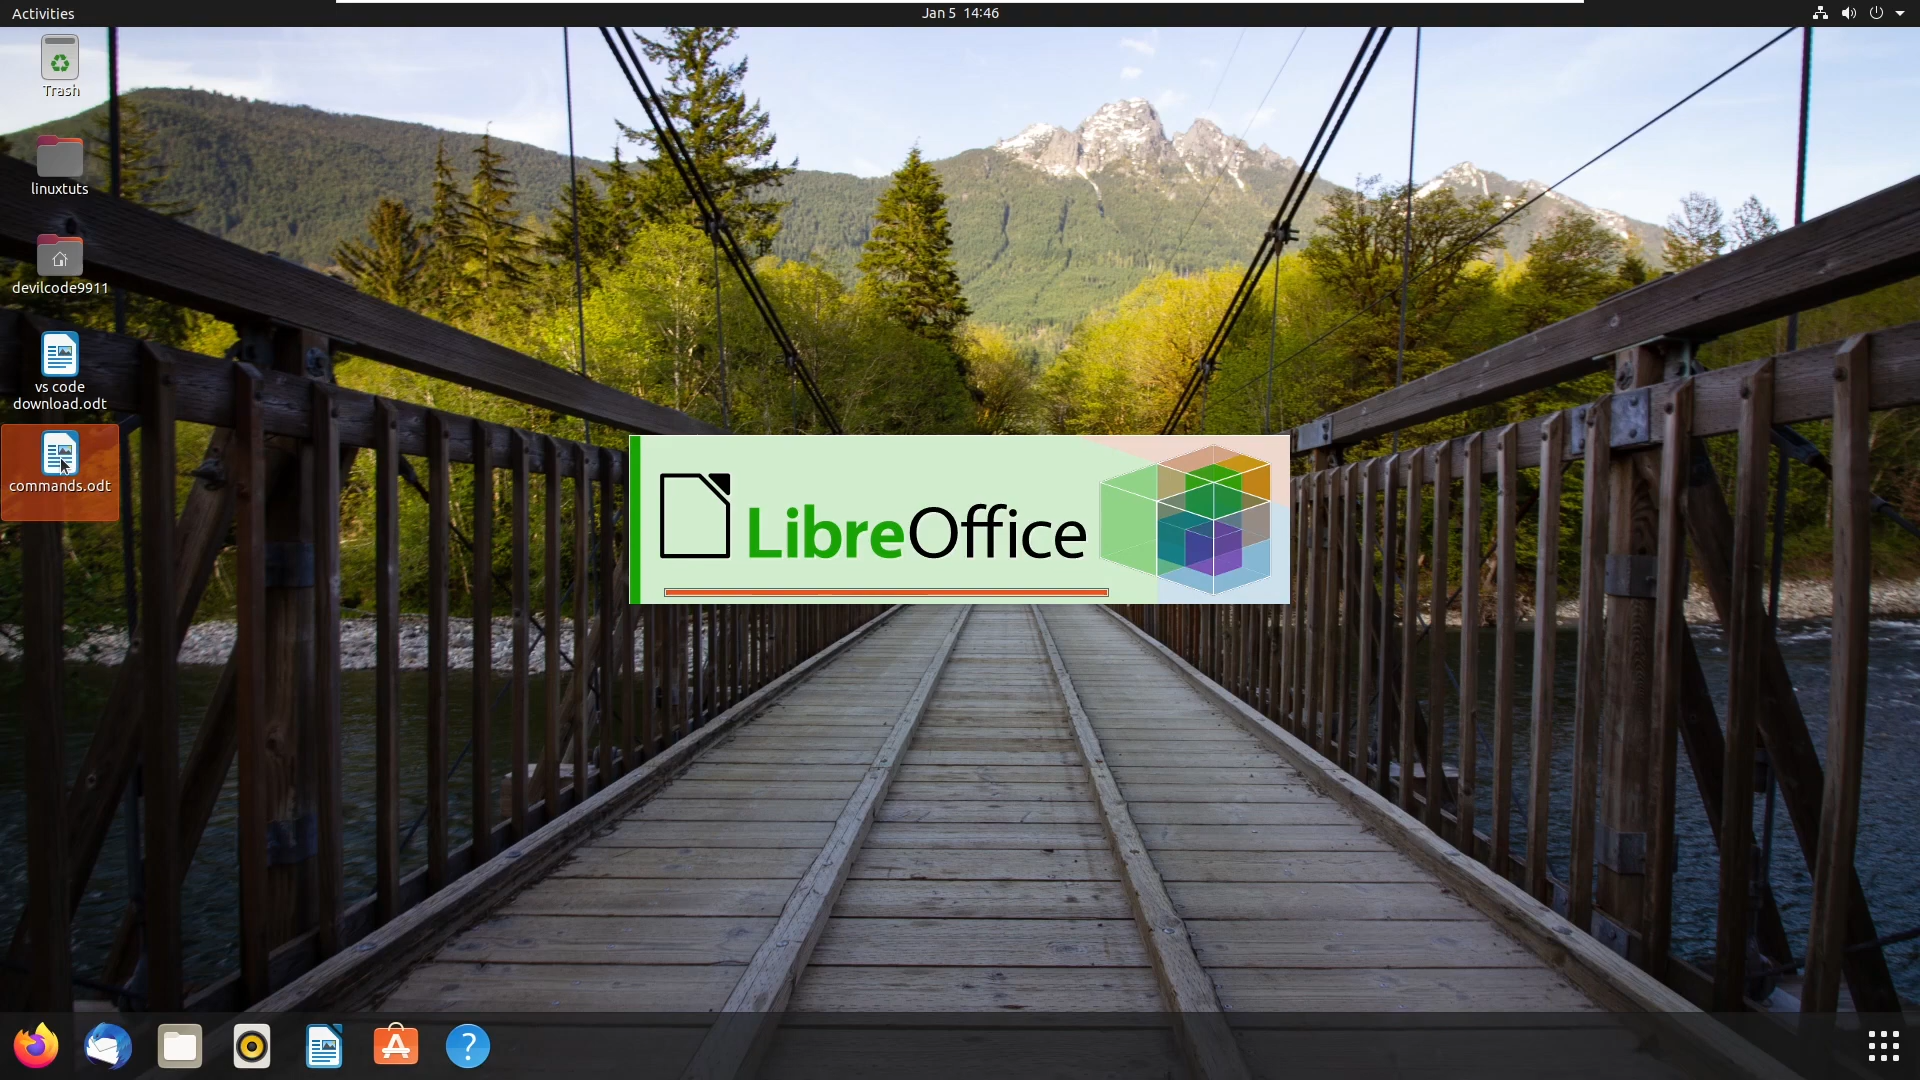 Activities
Jan 5 14:46
Trash
linuxtuts
devilcode9911
vs code
download.odt
commands.odt
LibreOffice
?